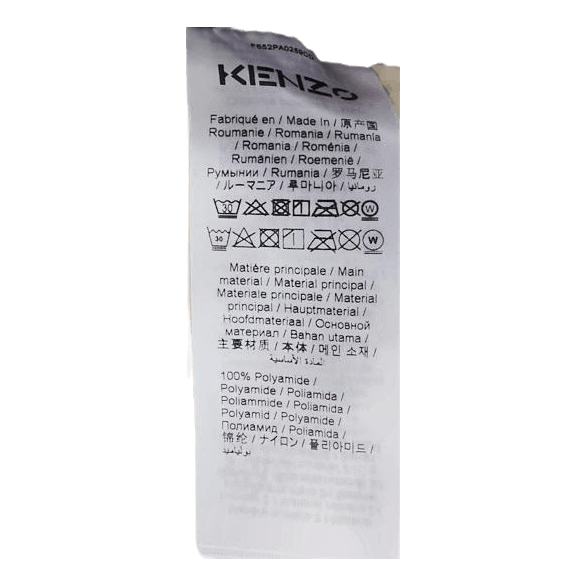 KENZO
Fabriqué en / Made in / 原产国
Roumanie / Romania / Rumanía
/ Romania / Roménia /
Rumänien / Roemenië /
Румынии / Rumania / 罗马尼亚
/ ルーマニア / 루마니아 / رومانيا
30 W
30 W
Matière principale / Main
material / Material principal /
Materiale principale / Material
principal / Hauptmaterial /
Hoofdmateriaal / Основной
материал / Bahan utama /
主要材质 / 本体 / 메인 소재 /
المادة الأساسية
100% Polyamide /
Polyamide / Poliamida /
Poliammide / Poliamida /
Polyamid / Polyamide /
Полиамид / Poliamida /
锦纶 / ナイロン / 폴리아미드 /
بولياميد